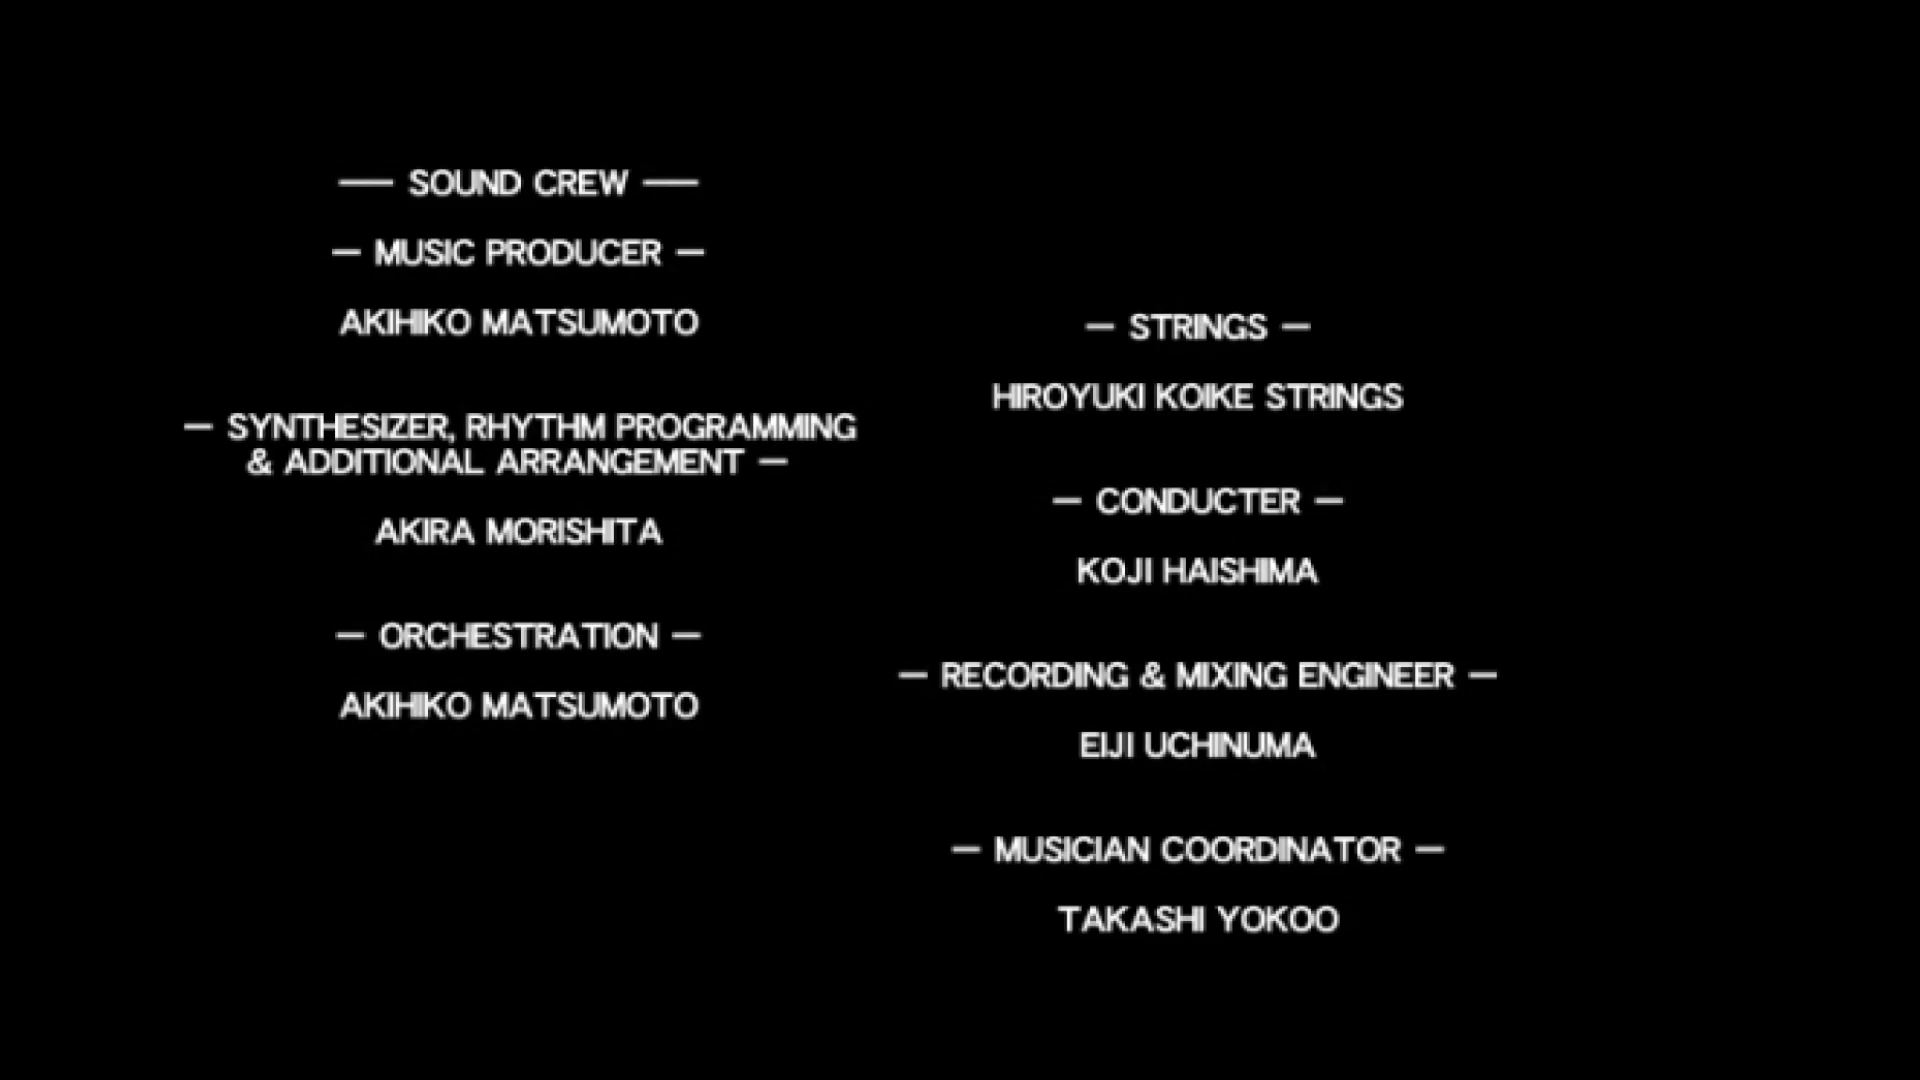 — SOUND CREW —
— MUSIC PRODUCER —
AKIHIKO MATSUMOTO
— SYNTHESIZER, RHYTHM PROGRAMMING
& ADDITIONAL ARRANGEMENT —
AKIRA MORISHITA
— ORCHESTRATION —
AKIHIKO MATSUMOTO
— STRINGS —
HIROYUKI KOIKE STRINGS
— CONDUCTER —
KOJI HAISHIMA
— RECORDING & MIXING ENGINEER —
EIJI UCHINUMA
— MUSICIAN COORDINATOR —
TAKASHI YOKOO